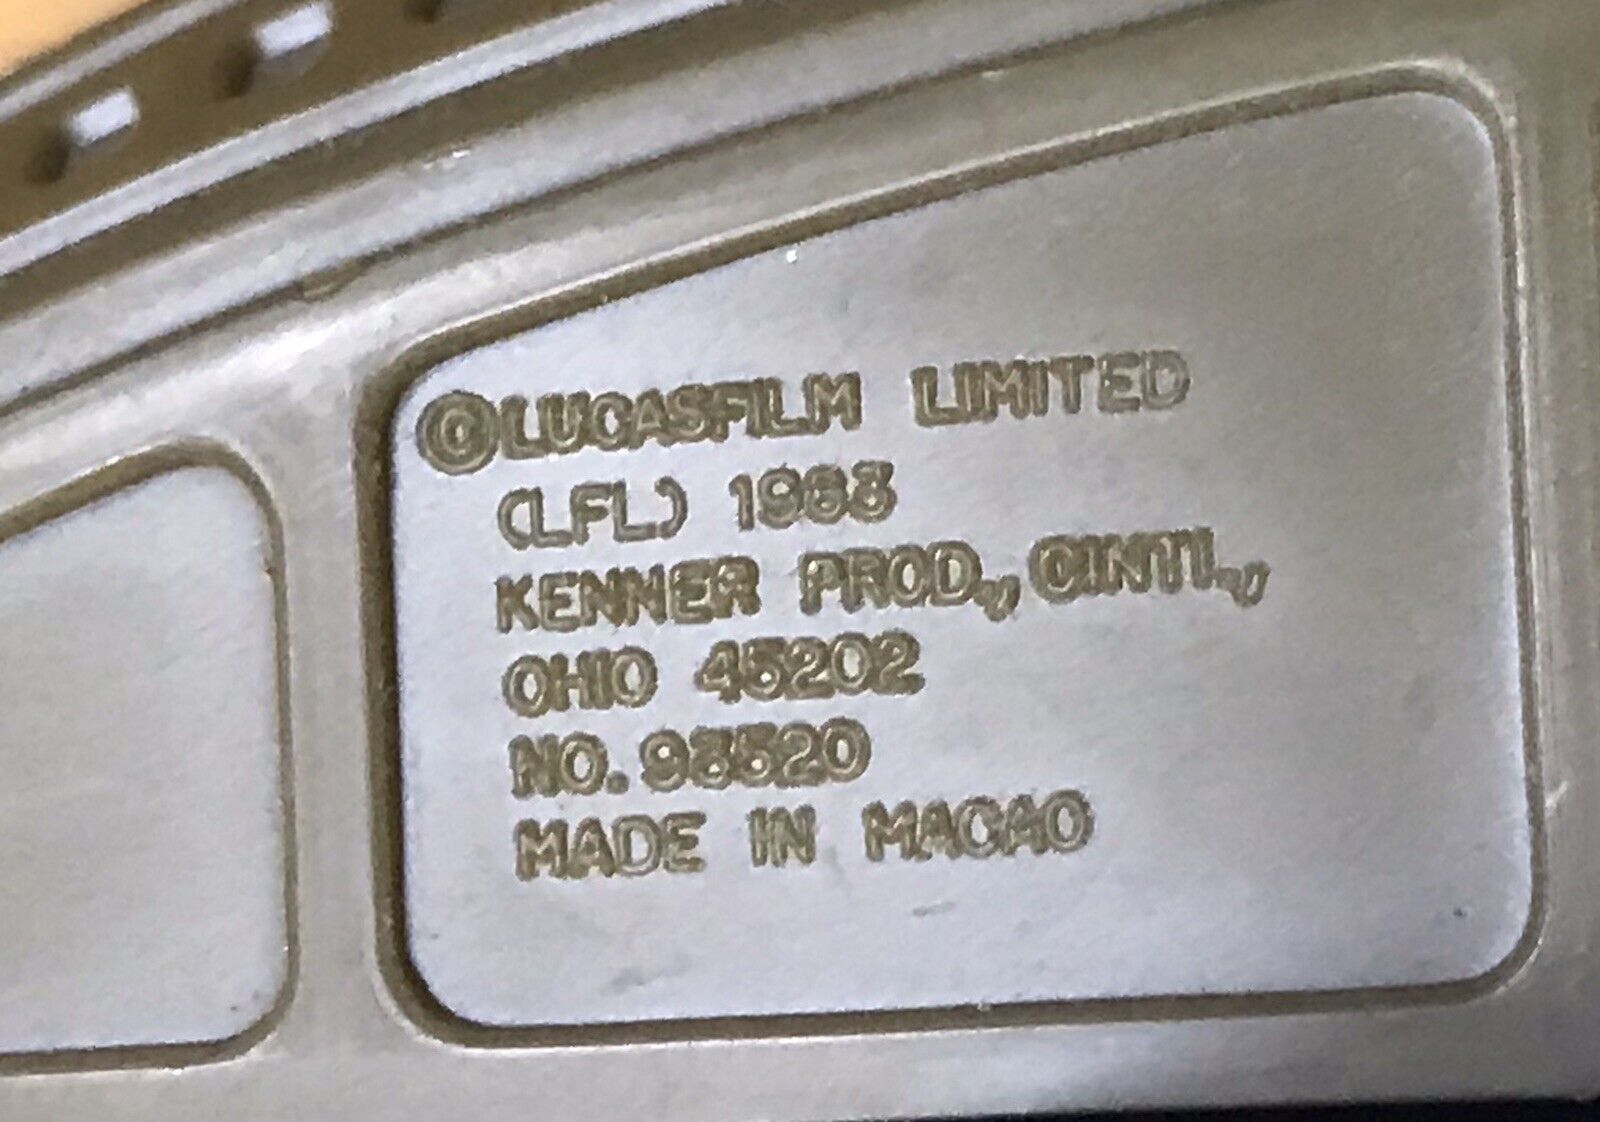 ©LUCASFILM LIMITED
(LFL) 1983
KENNER PROD., CINTI.,
OHIO 45202
NO. 93520
MADE IN MACAO